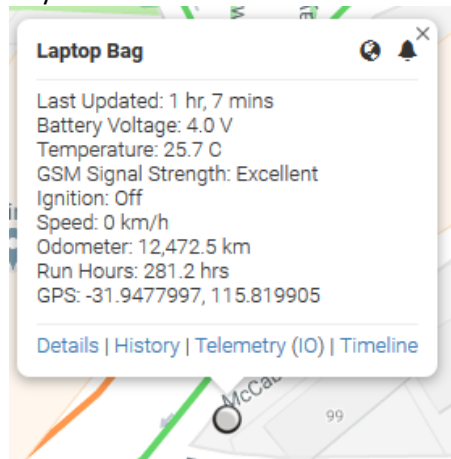 Laptop Bag
Last Updated: 1 hr, 7 mins
Battery Voltage: 4.0 V
Temperature: 25.7 C
GSM Signal Strength: Excellent
Ignition: Off
Speed: 0 km/h
Odometer: 12,472.5 km
Run Hours: 281.2 hrs
GPS: -31.9477997, 115.819905
Details | History | Telemetry (IO) | Timeline
99